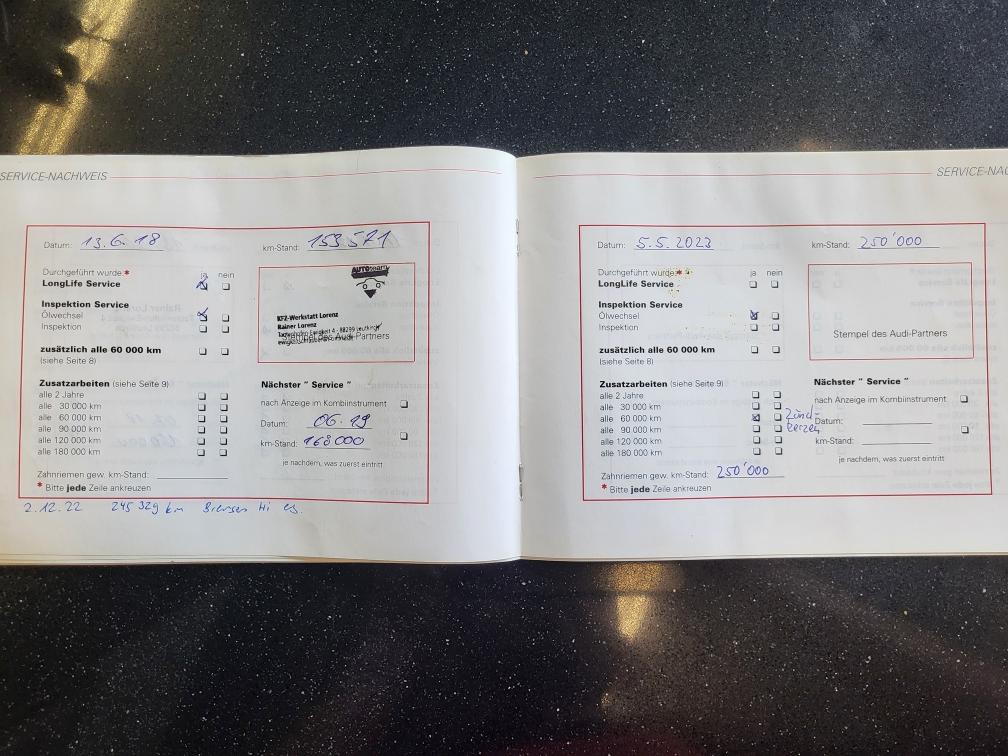 SERVICE-NACHWEIS
Datum: 13.6.18 km-Stand: 153571
Durchgeführt wurde:* ja nein
LongLife Service
Inspektion Service
Ölwechsel
Inspektion
zusätzlich alle 60 000 km
(siehe Seite 8)
Zusatzarbeiten (siehe Seite 9)
alle 2 Jahre
alle 30 000 km
alle 60 000 km
alle 90 000 km
alle 120 000 km
alle 180 000 km
Zahnriemen gew. km-Stand:
* Bitte jede Zeile ankreuzen
KFZ-Werkstatt Lorenz
Rainer Lorenz
4 - 88299 Leutkirch
Stempel des Audi-Partners
Nächster " Service "
nach Anzeige im Kombiinstrument
Datum: 06.19
km-Stand: 168000
je nachdem, was zuerst eintritt
2.12.22 245 329 km Bremsen Hi
SERVICE-NAC
Datum: 5.5.2023 km-Stand: 250'000
Durchgeführt wurde:* ja nein
LongLife Service
Inspektion Service
Ölwechsel
Inspektion
zusätzlich alle 60 000 km
(siehe Seite 8)
Zusatzarbeiten (siehe Seite 9)
alle 2 Jahre
alle 30 000 km
alle 60 000 km Zünd-
alle 90 000 km kerzen
alle 120 000 km
alle 180 000 km
Zahnriemen gew. km-Stand: 250'000
* Bitte jede Zeile ankreuzen
Stempel des Audi-Partners
Nächster " Service "
nach Anzeige im Kombiinstrument
Datum:
km-Stand:
je nachdem, was zuerst eintritt